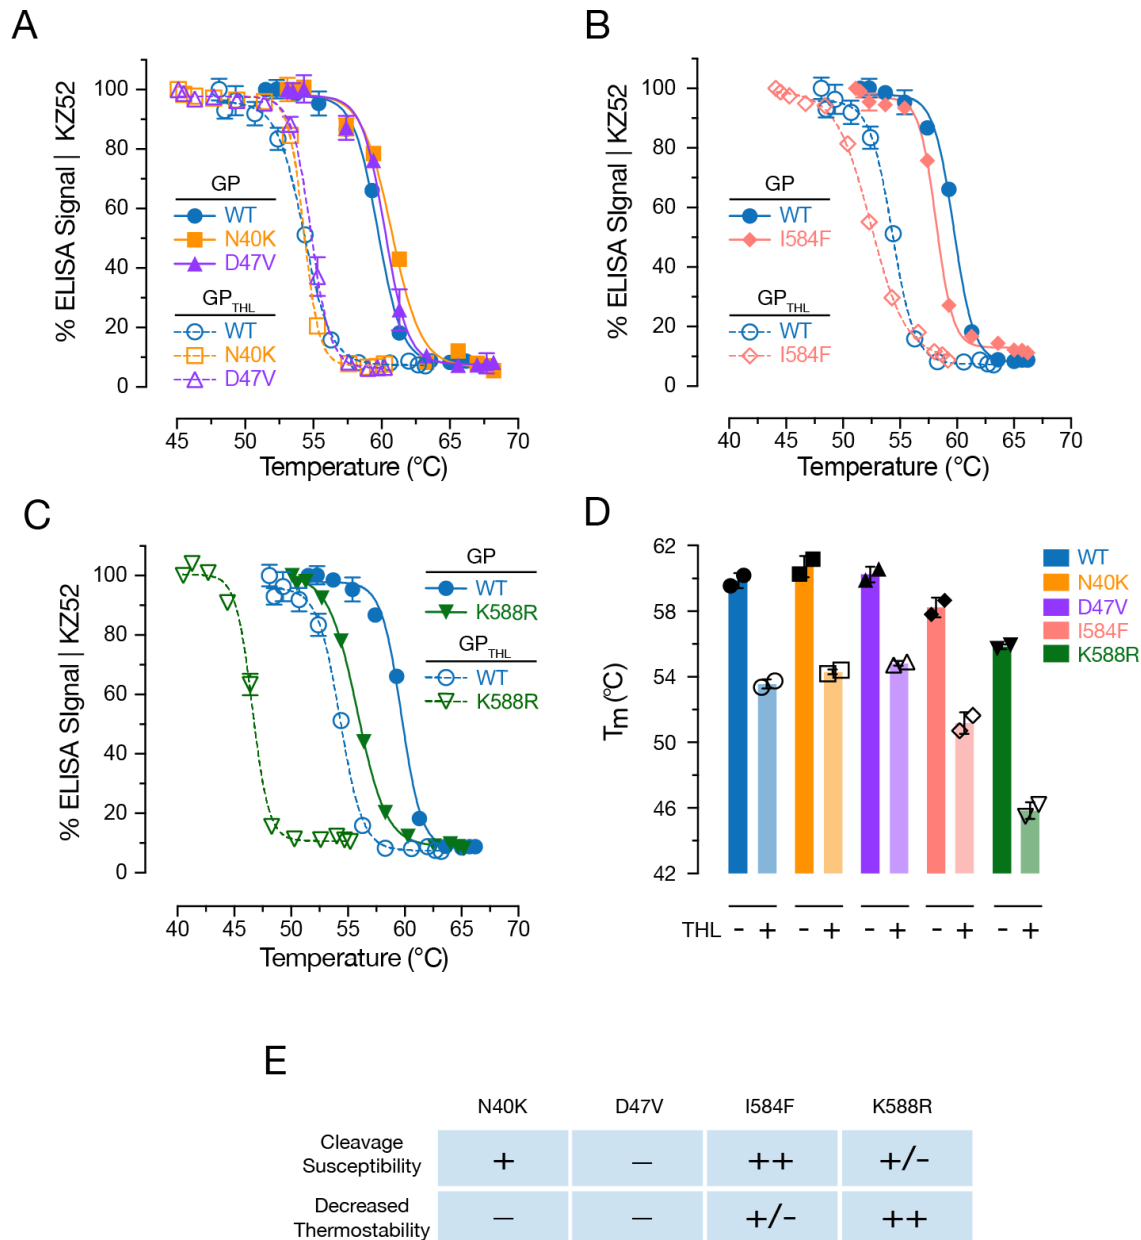 A
% ELISA Signal | KZ52
100
80
60
40
20
0
GP
WT
N40K
D47V
GPTHL
WT
N40K
D47V
45 50 55 60 65 70
Temperature (°C)
B
% ELISA SIgnal | KZ52
100
80
60
40
20
0
GP
WT
I584F
GPTHL
WT
I584F
40 45 50 55 60 65 70
Temperature (°C)
C
% ELISA SIgnal | KZ52
100
80
60
40
20
0
GP
WT
K588R
GPTHL
WT
K588R
40 45 50 55 60 65 70
Temperature (°C)
D
Tm (°C)
62
58
54
50
46
42
WT
N40K
D47V
I584F
K588R
THL - + - + - + - + - +
E
N40K D47V I584F K588R
Cleavage
Susceptibility
+ – ++ +/-
Decreased
Thermostability
– – +/- ++